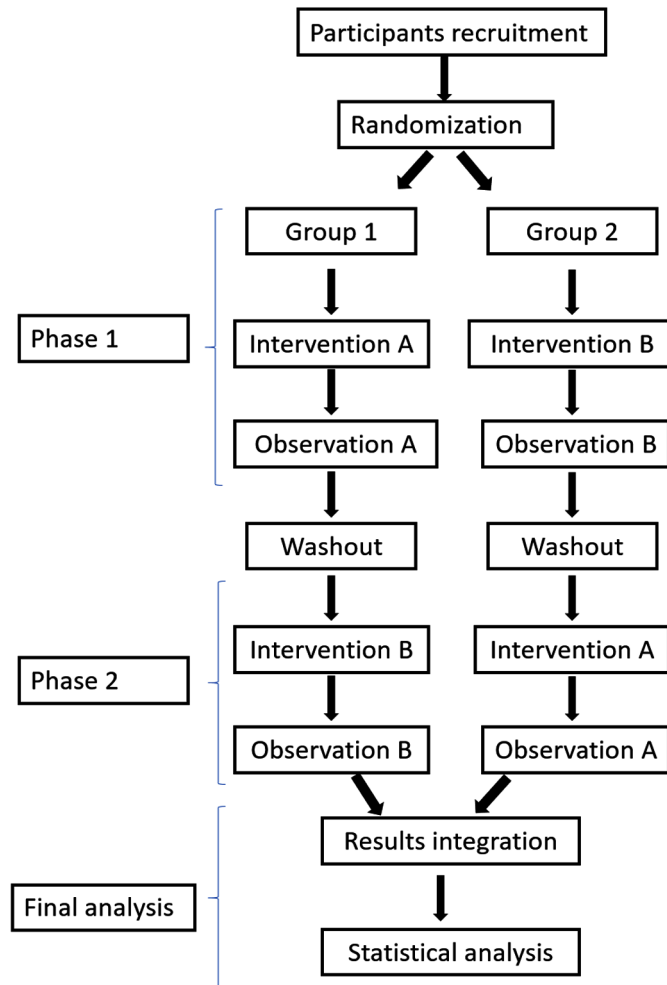 Participants recruitment
Randomization
Group 1
Group 2
Phase 1
Intervention A
Intervention B
Observation A
Observation B
Washout
Washout
Phase 2
Intervention B
Intervention A
Observation B
Observation A
Results integration
Final analysis
Statistical analysis